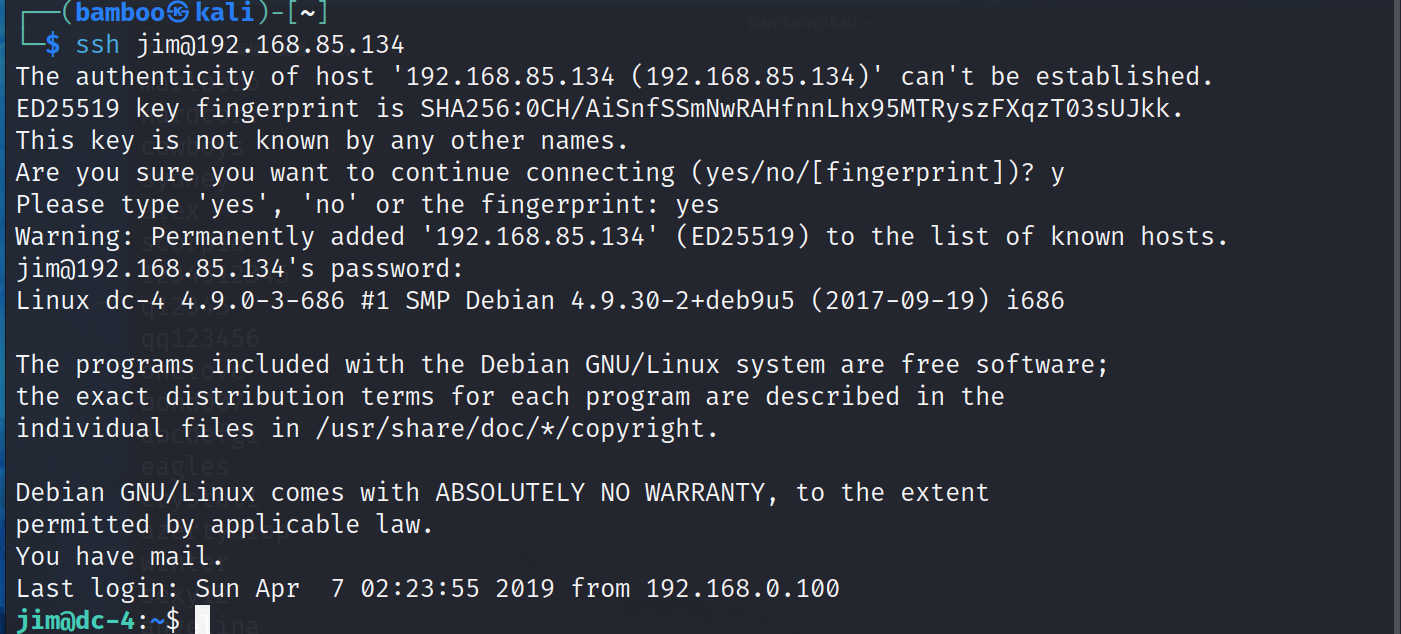 ┌──(bamboo㉿kali)-[~]
└─$ ssh jim@192.168.85.134
The authenticity of host '192.168.85.134 (192.168.85.134)' can't be established.
ED25519 key fingerprint is SHA256:0CH/AiSnfSSmNwRAHfnnLhx95MTRyszFXqzT03sUJkk.
This key is not known by any other names.
Are you sure you want to continue connecting (yes/no/[fingerprint])? y
Please type 'yes', 'no' or the fingerprint: yes
Warning: Permanently added '192.168.85.134' (ED25519) to the list of known hosts.
jim@192.168.85.134's password:
Linux dc-4 4.9.0-3-686 #1 SMP Debian 4.9.30-2+deb9u5 (2017-09-19) i686
qq123456
The programs included with the Debian GNU/Linux system are free software;
the exact distribution terms for each program are described in the
individual files in /usr/share/doc/*/copyright.
eagles
Debian GNU/Linux comes with ABSOLUTELY NO WARRANTY, to the extent
permitted by applicable law.
You have mail.
Last login: Sun Apr  7 02:23:55 2019 from 192.168.0.100
jim@dc-4:~$